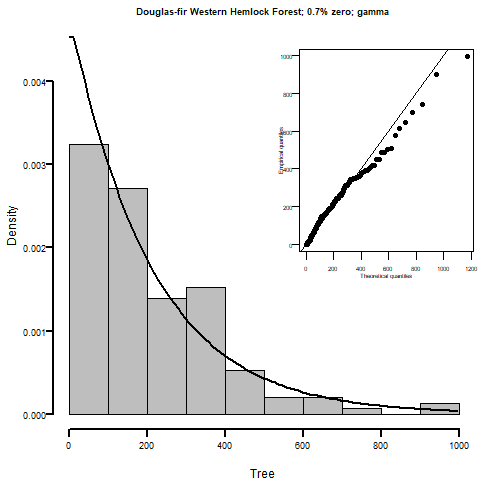 Douglas-fir Western Hemlock Forest; 0.7% zero; gamma
Density
0.004
0.003
0.002
0.001
0.000
0 200 400 600 800 1000
Tree
Empirical quantiles
1000
800
600
400
200
0
0 200 400 600 800 1000 1200
Theoretical quantiles